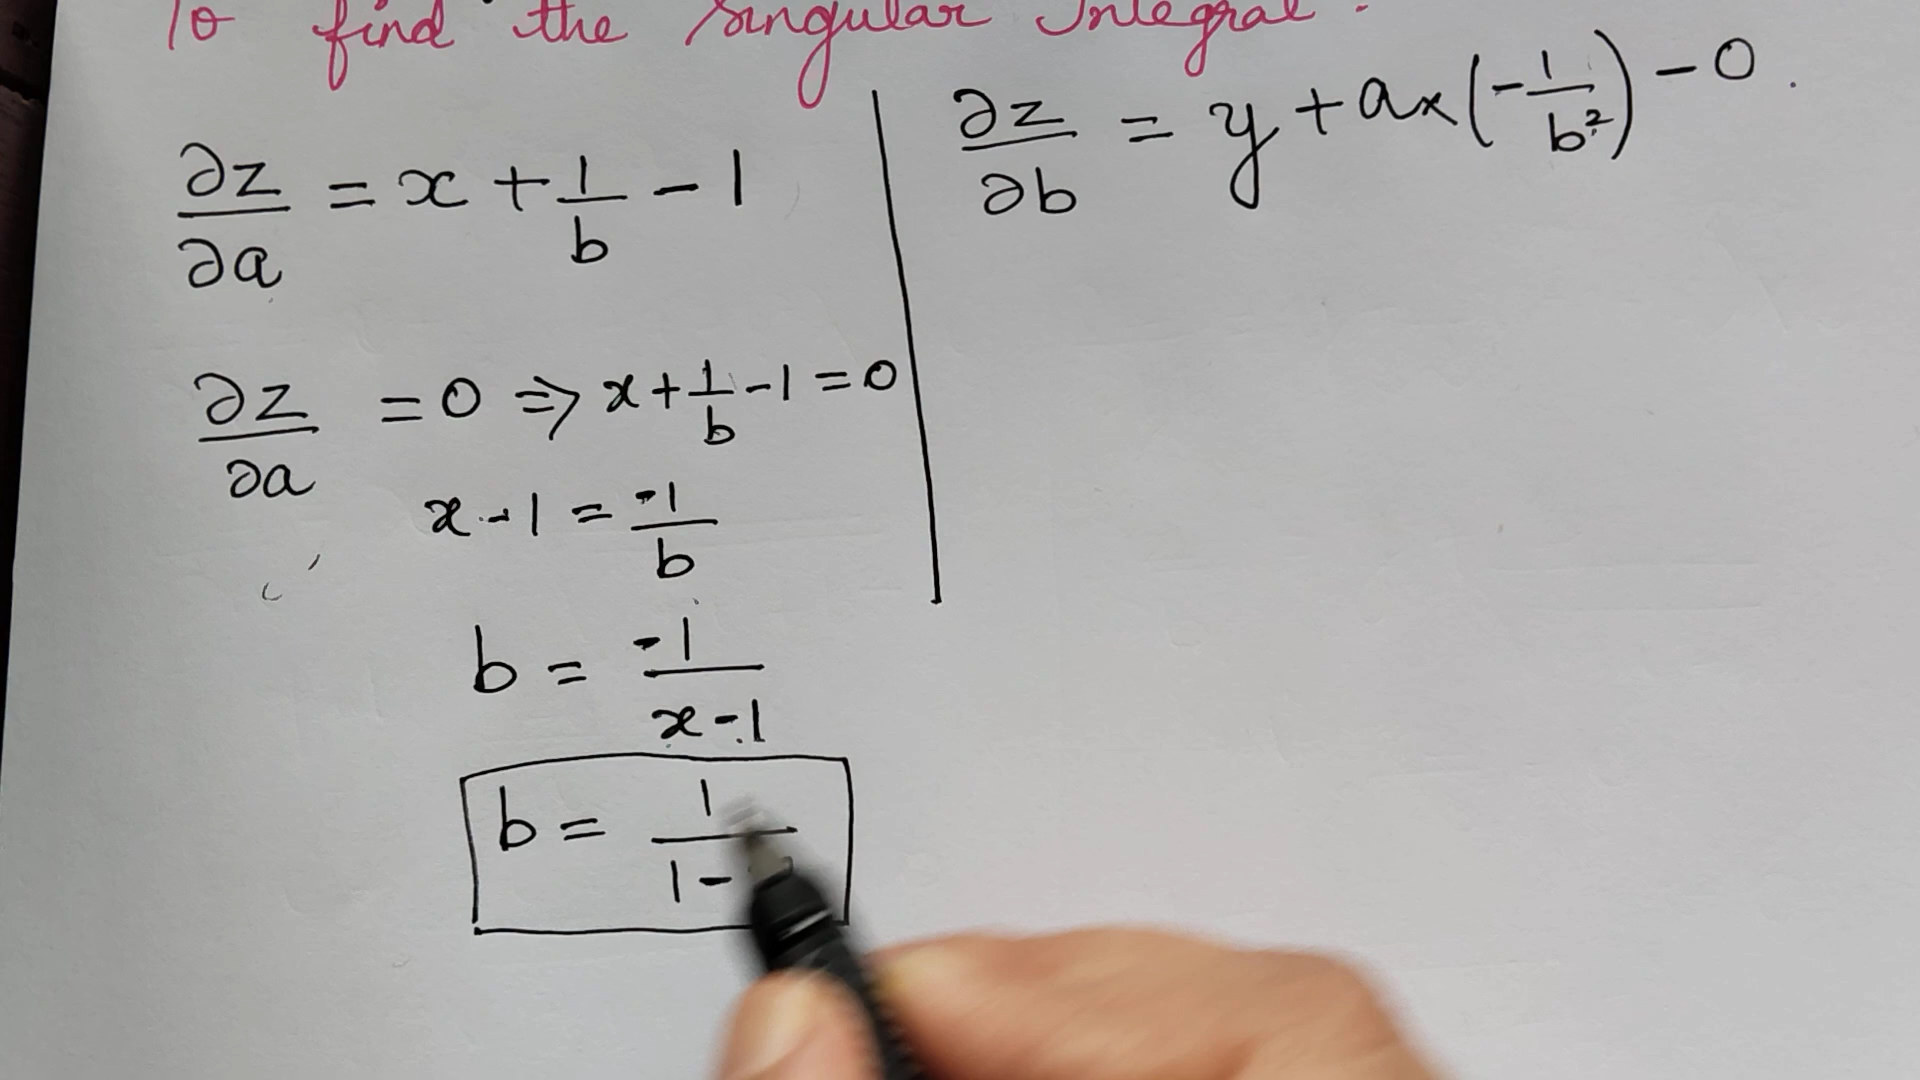 To find the Singular Integral.
∂z/∂a = x + 1/b - 1
∂z/∂a = 0 ⇒ x + 1/b - 1 = 0
x - 1 = -1/b
b = -1/(x - 1)
b = 1/(1 -
∂z/∂b = y + a × (-1/b²) - 0.